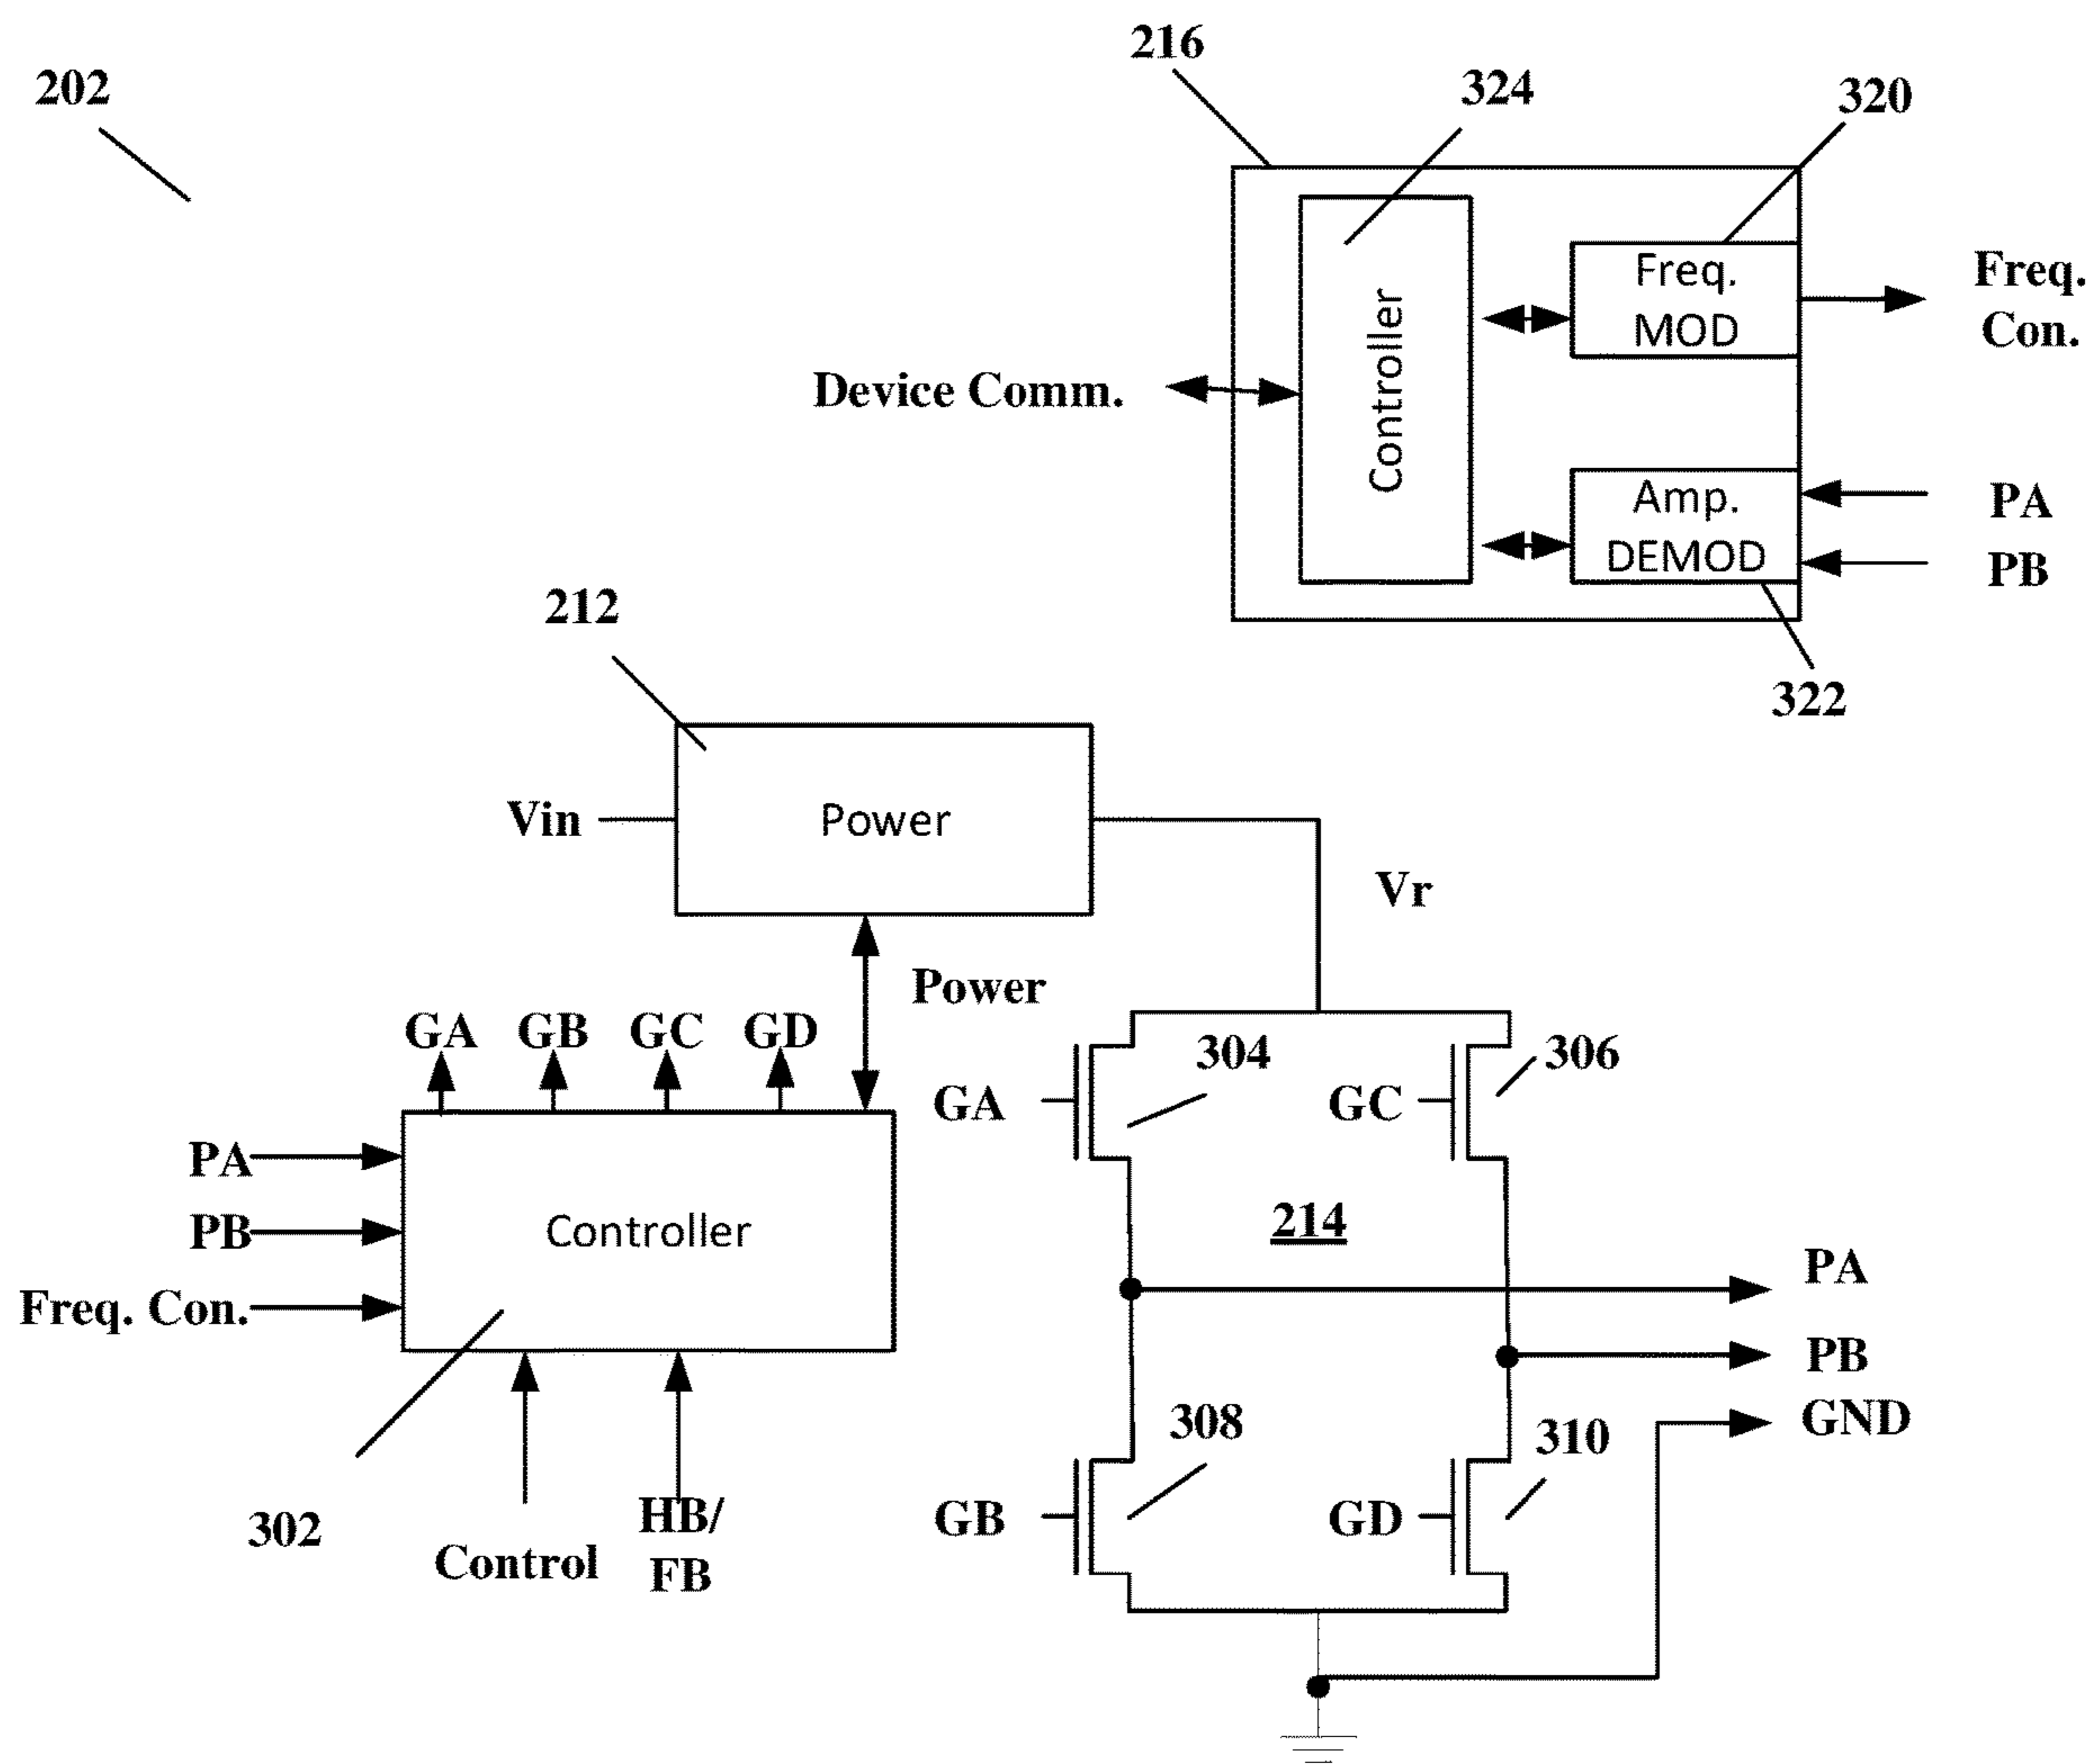 202
216
324
320
Freq.
MOD
Freq.
Con.
Controller
Device Comm.
Amp.
DEMOD
PA
PB
322
212
Vin
Power
Vr
Power
GA GB GC GD
PA
PB
Freq. Con.
Controller
302
Control
HB/
FB
GA
304
GC
306
214
PA
PB
GND
GB
308
GD
310